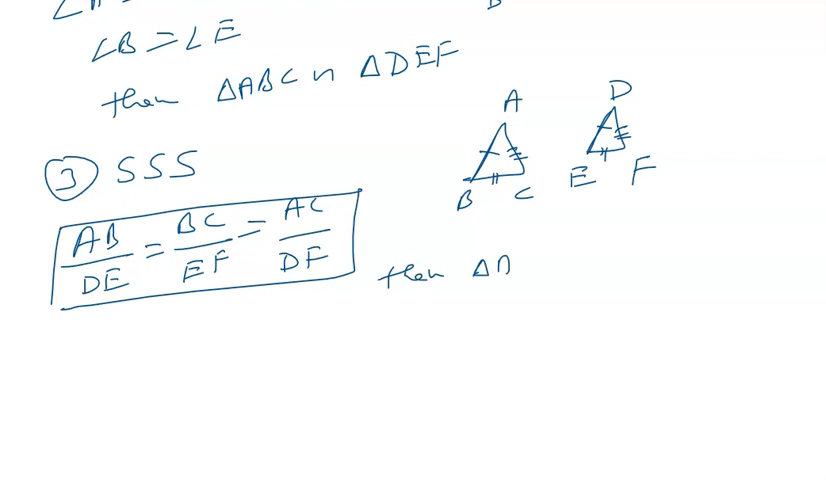 ∠B = ∠E
then ΔABC ~ ΔDEF
A
D
③ SSS
B C E F
AB/DE = BC/EF = AC/DF
then Δ